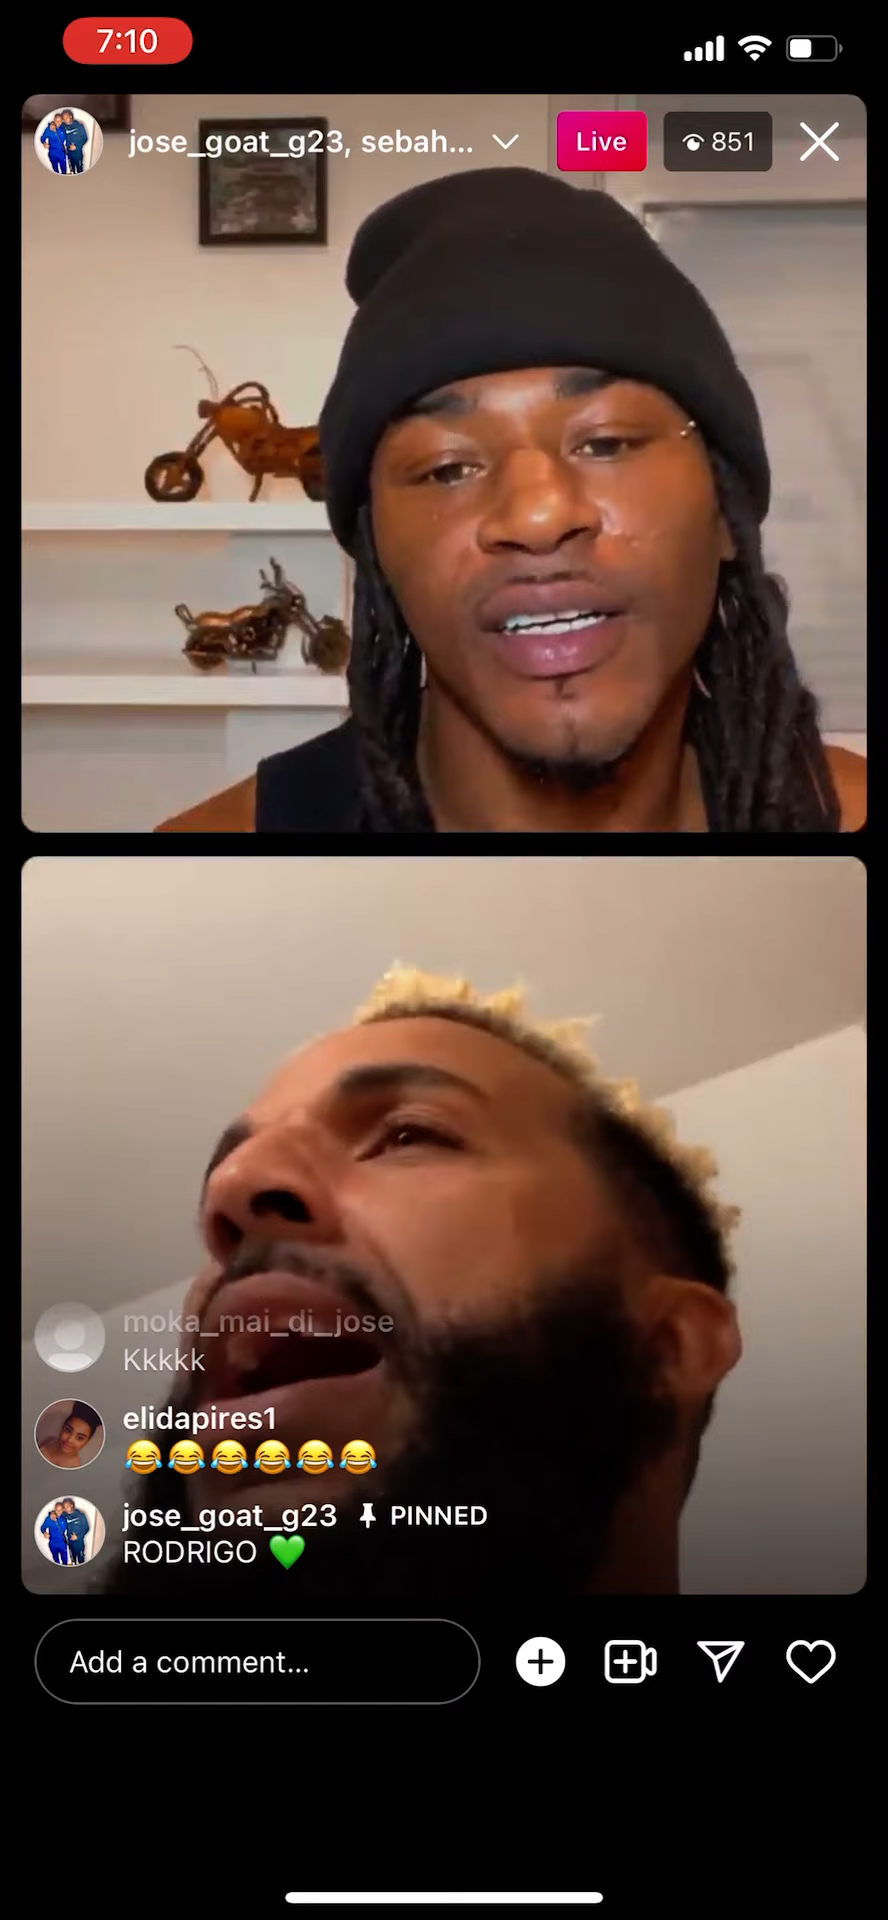 7:10
jose_goat_g23, sebah...
Live
851
moka_mai_di_jose
Kkkkk
elidapires1
😂😂😂😂😂😂
jose_goat_g23 PINNED
RODRIGO 💚
Add a comment...